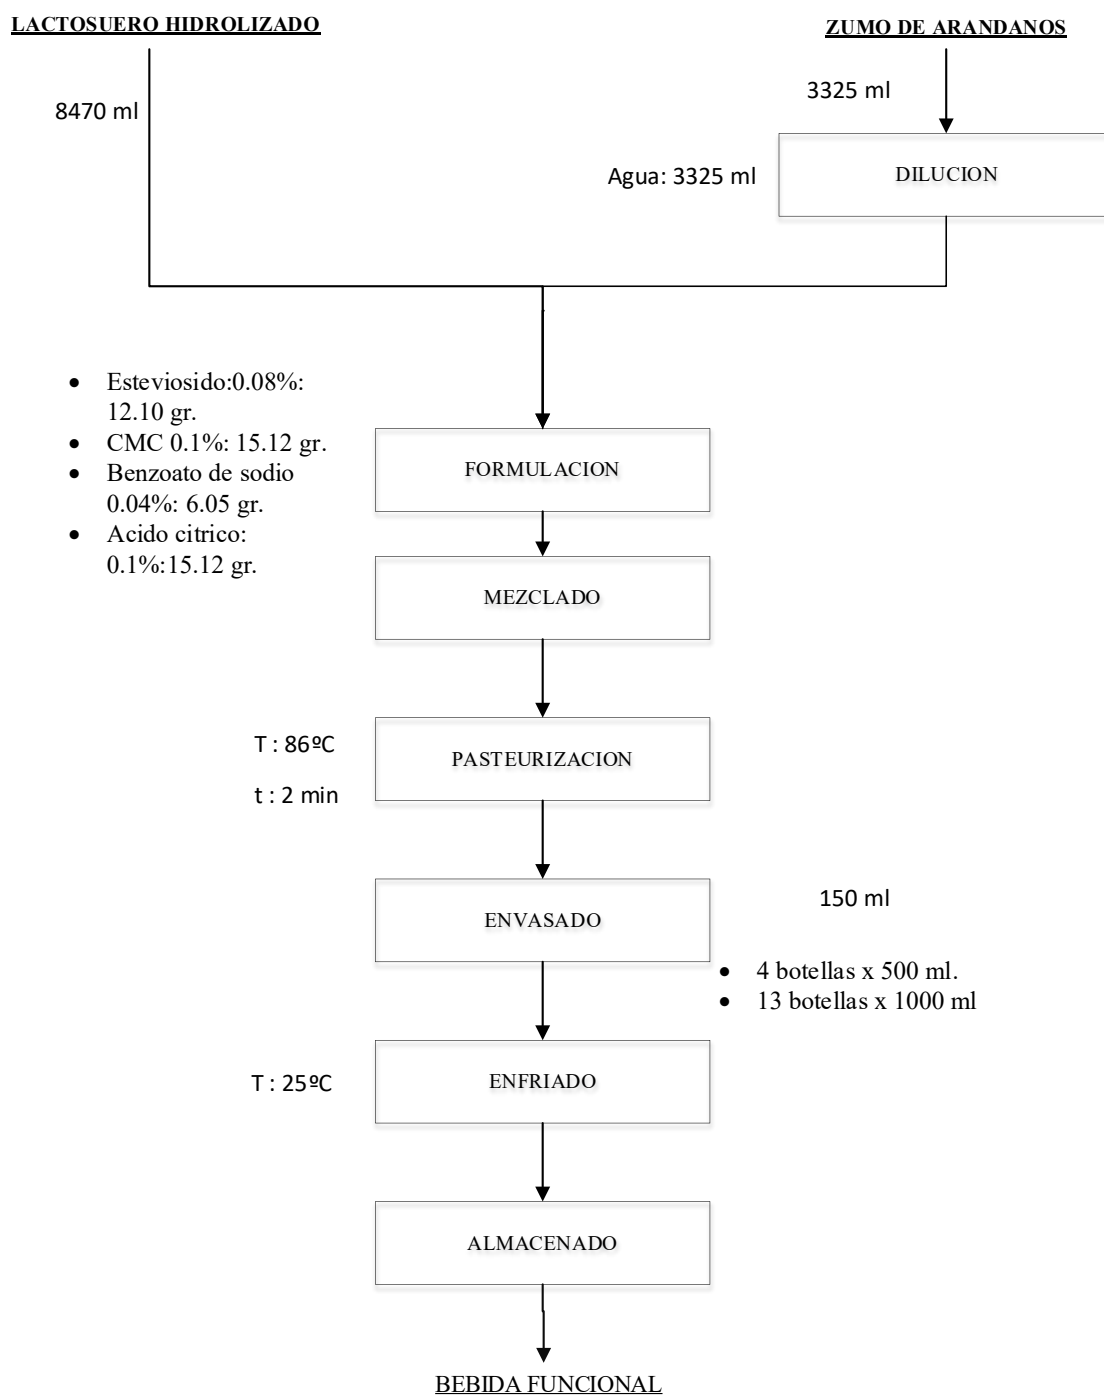 LACTOSUERO HIDROLIZADO
ZUMO DE ARANDANOS
8470 ml
3325 ml
Agua: 3325 ml
DILUCION
• Esteviosido:0.08%:
12.10 gr.
• CMC 0.1%: 15.12 gr.
• Benzoato de sodio
0.04%: 6.05 gr.
• Acido citrico:
0.1%:15.12 gr.
FORMULACION
MEZCLADO
T : 86ºC
t : 2 min
PASTEURIZACION
ENVASADO
150 ml
• 4 botellas x 500 ml.
• 13 botellas x 1000 ml
T : 25ºC
ENFRIADO
ALMACENADO
BEBIDA FUNCIONAL